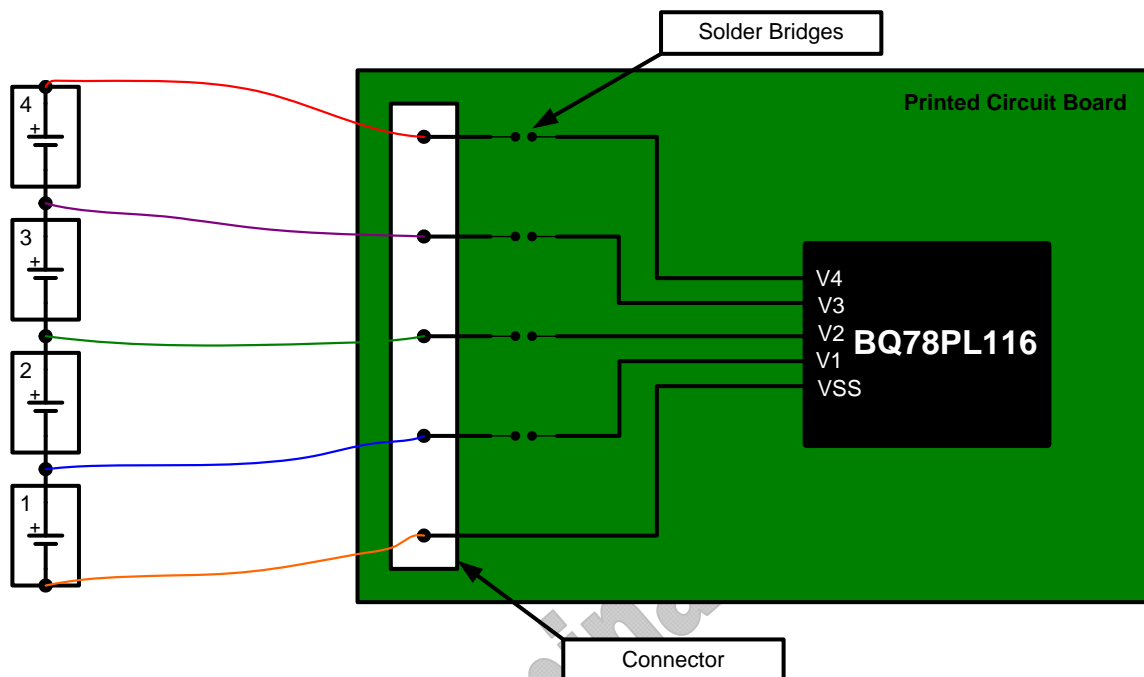 Solder Bridges
Printed Circuit Board
4
+
3
+
2
+
1
+
V4
V3
V2
V1
VSS
BQ78PL116
Connector